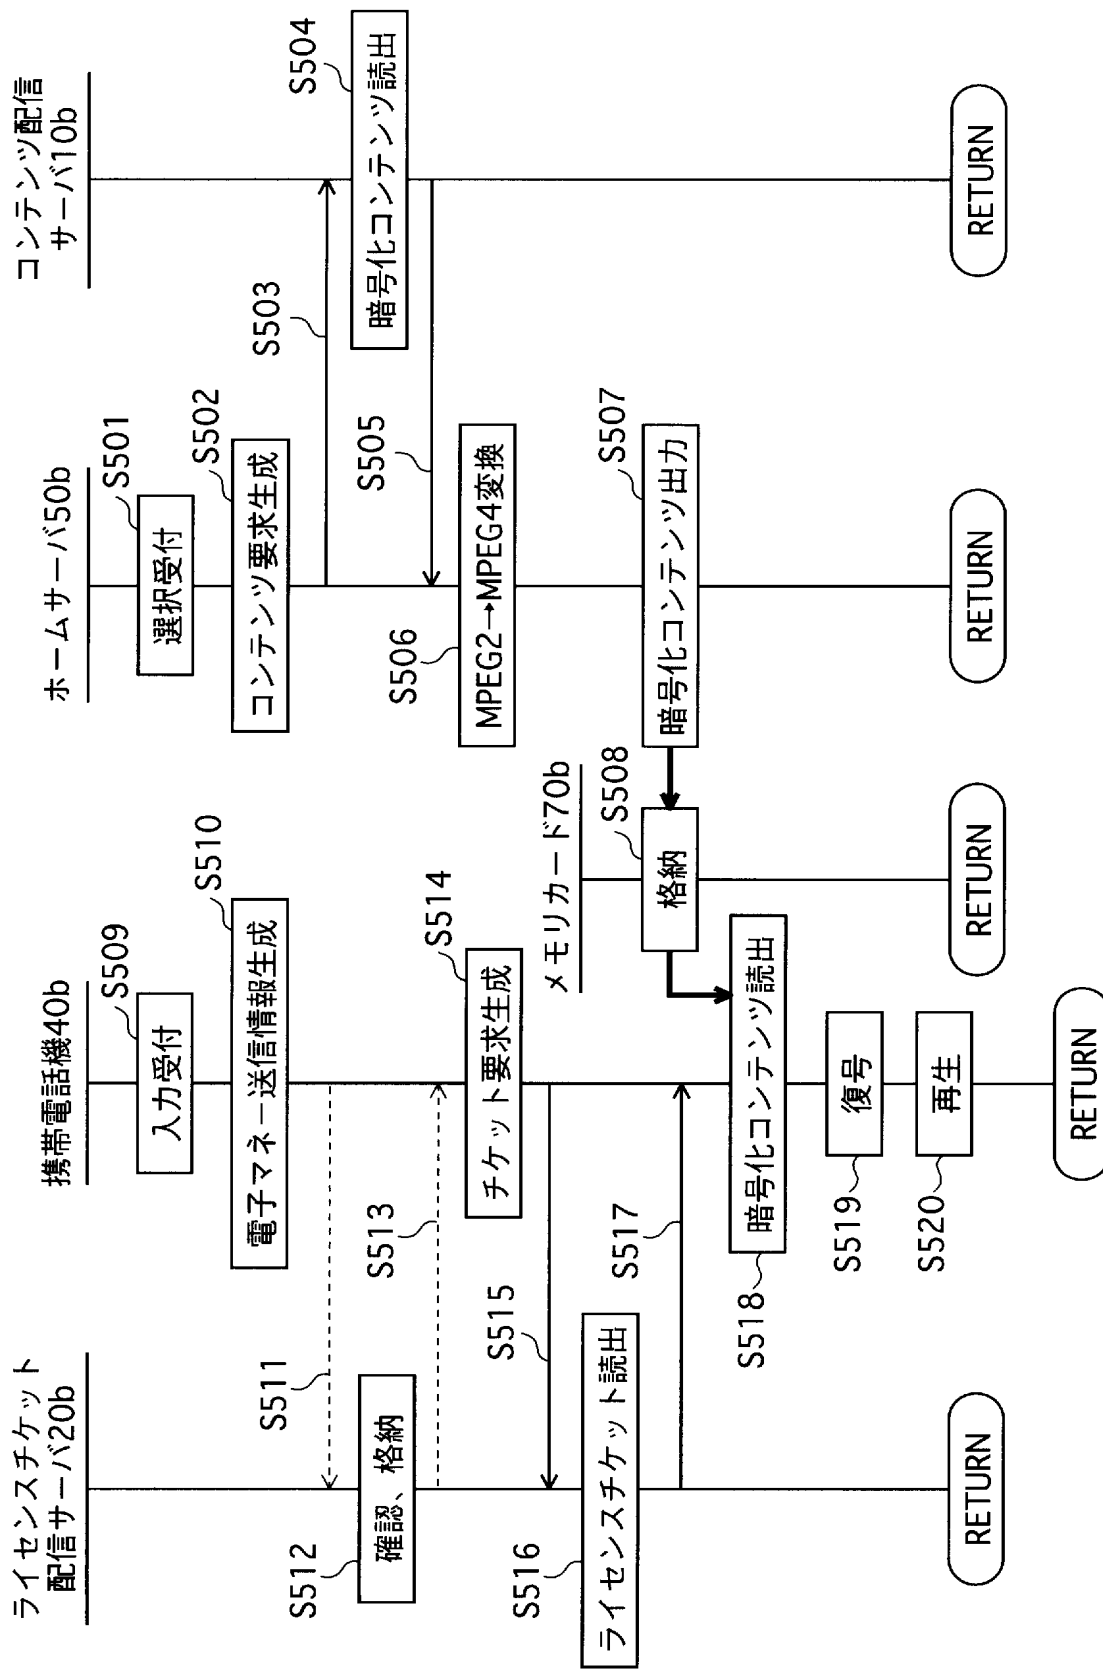 ライセンスチケット
配信サーバ20b
携帯電話機40b
ホームサーバ50b
コンテンツ配信
サーバ10b
S509
入力受付
S501
選択受付
S510
電子マネー送信情報生成
S502
コンテンツ要求生成
S511
S503
S512
確認、格納
S504
暗号化コンテンツ読出
S513
S505
S514
チケット要求生成
S506
MPEG2→MPEG4変換
S515
メモリカード70b
S516
ライセンスチケット読出
S508
格納
S507
暗号化コンテンツ出力
S517
S518
暗号化コンテンツ読出
S519
復号
S520
再生
RETURN
RETURN
RETURN
RETURN
RETURN